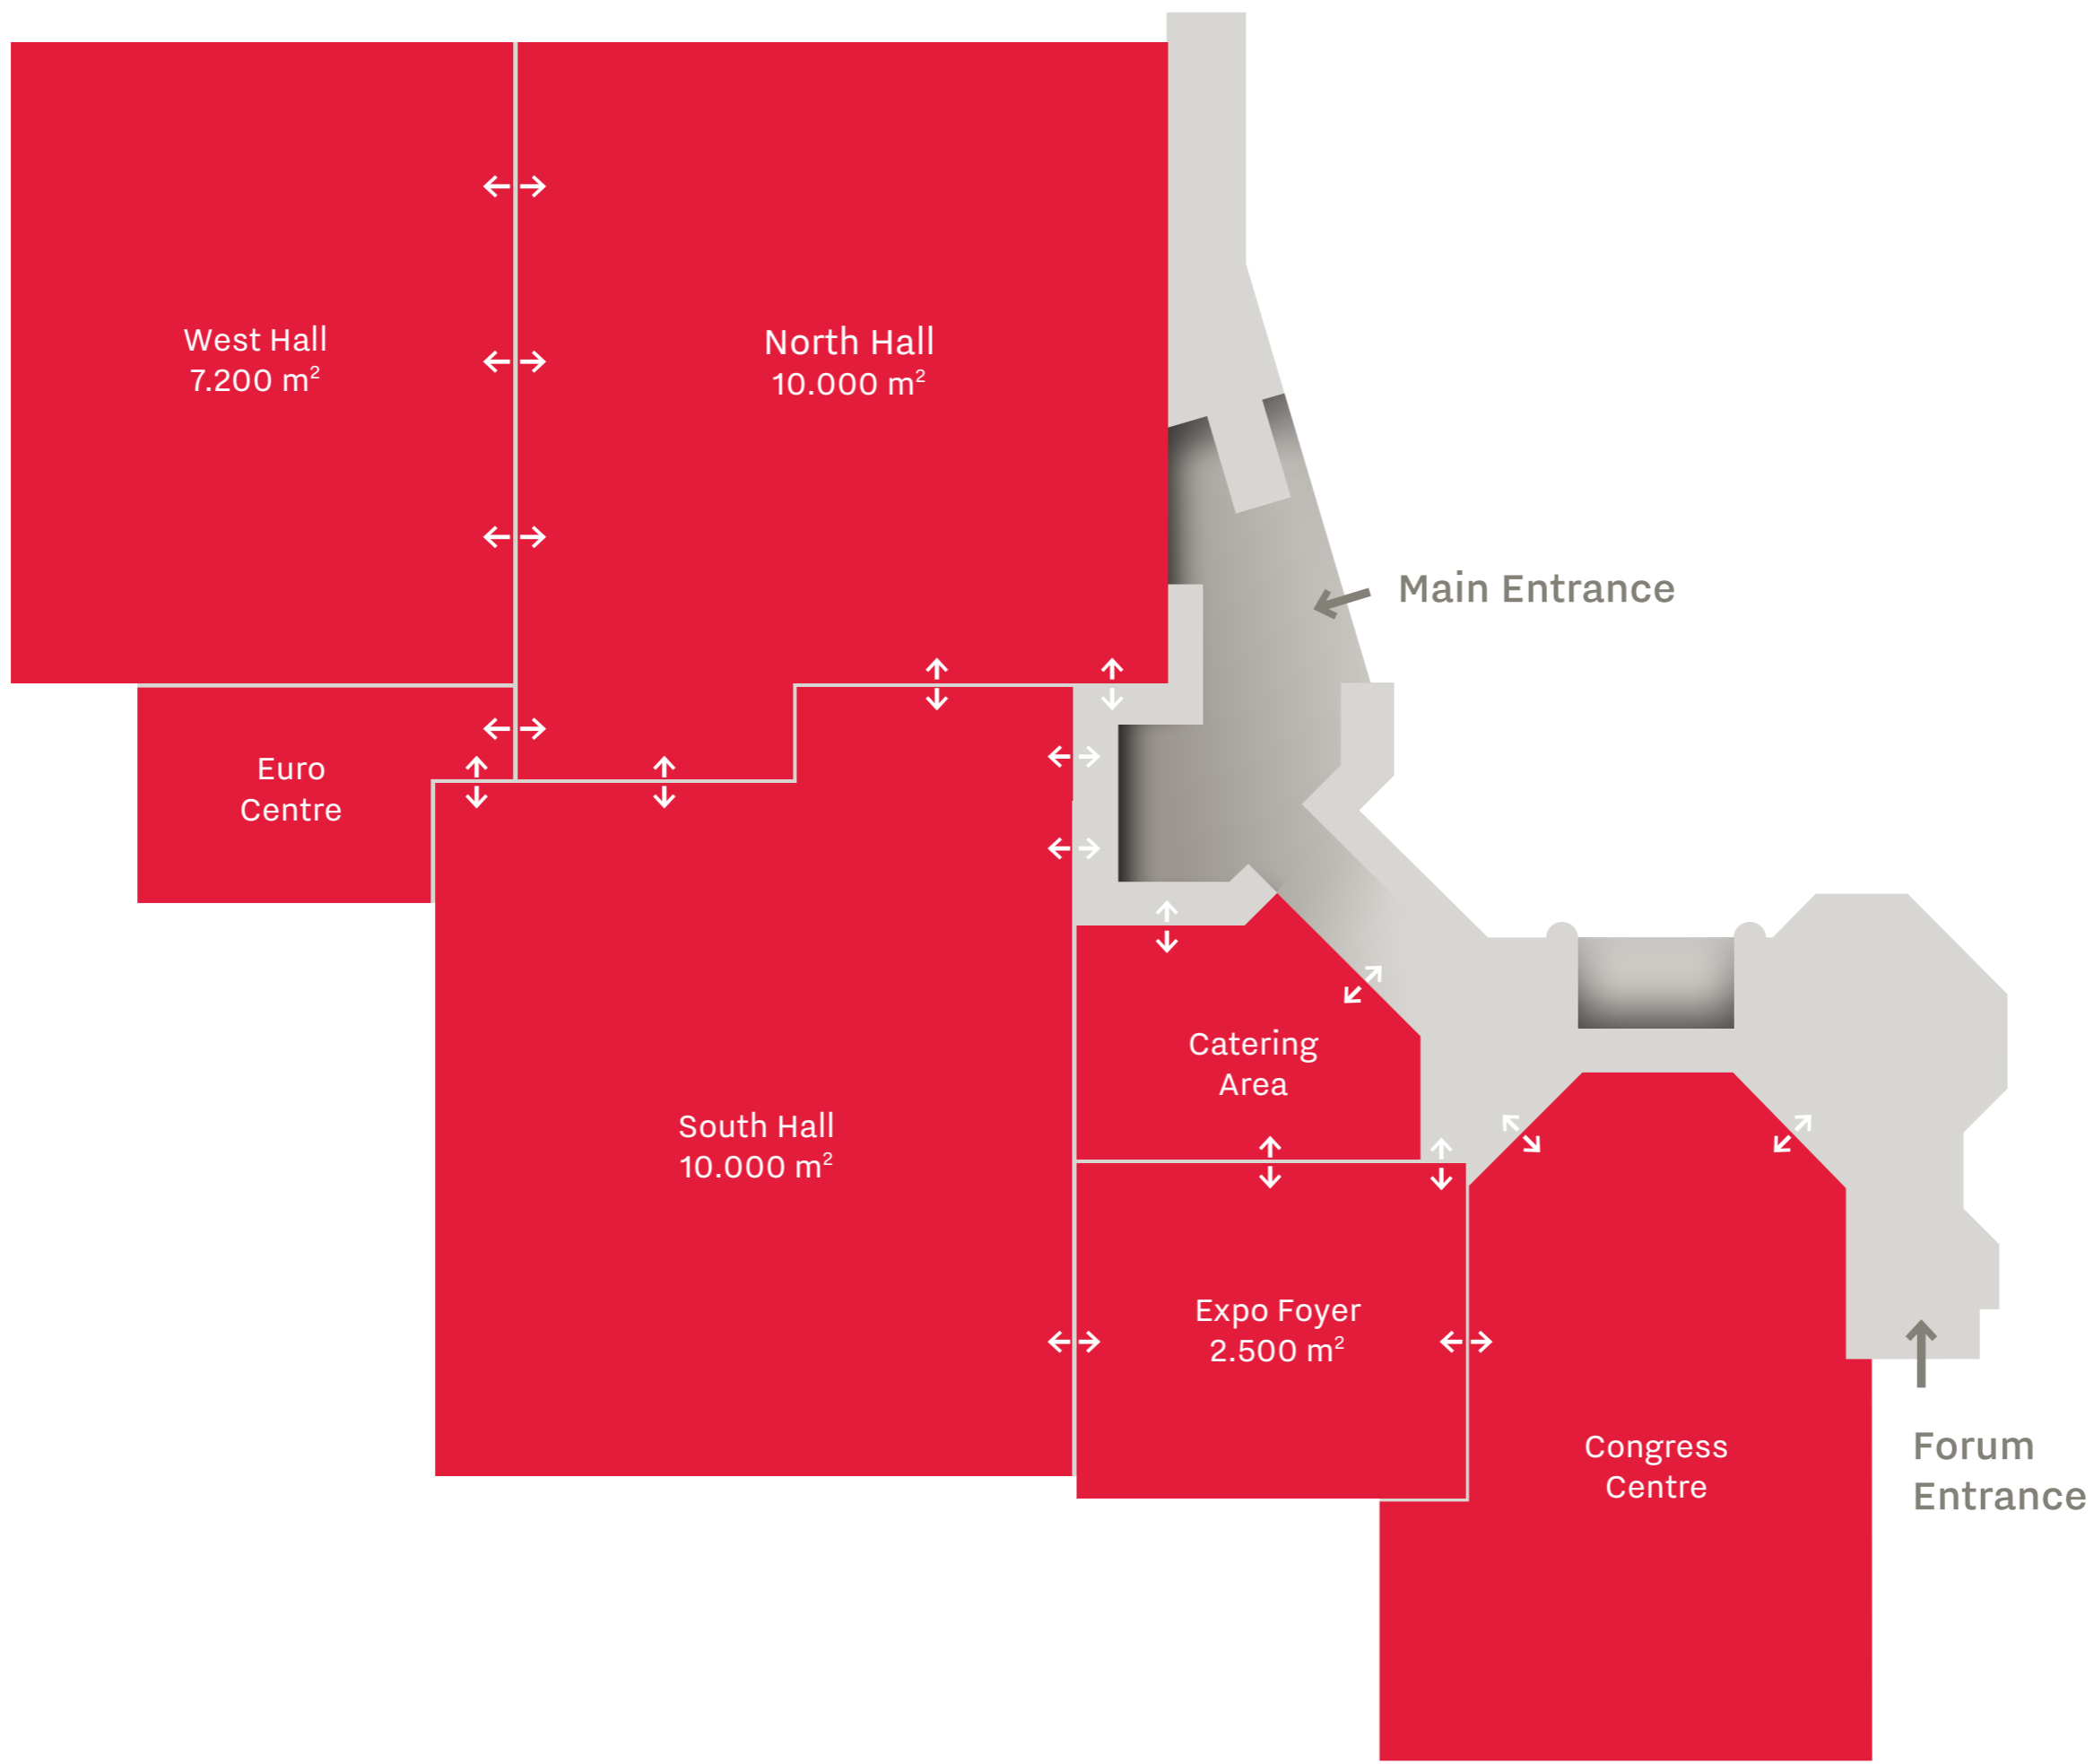 West Hall
7.200 m²
North Hall
10.000 m²
Main Entrance
Euro
Centre
Catering
Area
South Hall
10.000 m²
Expo Foyer
2.500 m²
Congress
Centre
Forum
Entrance